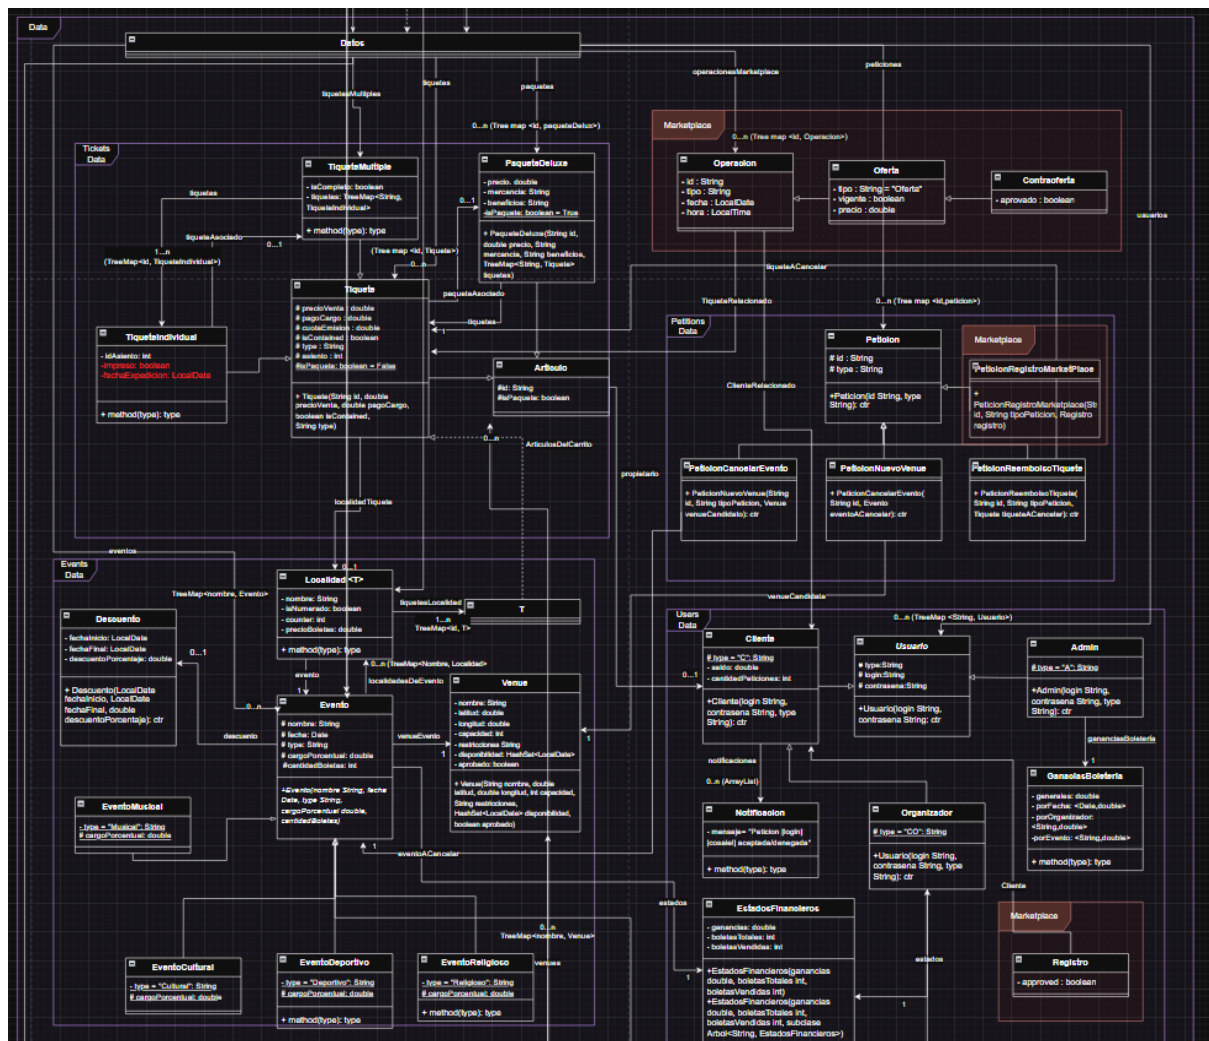 Data
Datos
tiquetes
tiquetesMultiples
paquetes
operacionesMarketplace
peticiones
usuarios
0...n (Tree map <id, paqueteDelux>)
0...n (Tree map <id, Operacion>)
Tickets
Data
TiqueteMultiple
- isCompleto: boolean
- tiquetes: TreeMap<String,
TiqueteIndividual>
+ method(type): type
PaqueteDeluxe
- precio. double
- mercancia: String
- beneficios: String
-isPaquete: boolean = True
+ PaqueteDeluxe(String id,
double precio, String
mercancia, String beneficios,
TreeMap<String, Tiquete>
tiquetes)
tiquetes
tiqueteAsociado
0...1
1...n
(TreeMap<Id, TiqueteIndividual>)
0...1
(Tree map <Id, Tiquete>)
0...n
Tiquete
# precioVenta : double
# pagoCargo : double
# cuotaEmision : double
# isContained : boolean
# type : String
# asiento : int
#isPaquete: boolean = False
+ Tiquete(String id, double
precioVenta, double pagoCargo,
boolean isContained,
String type)
paqueteAsociado
tiquetes
1
TiqueteIndividual
- idAsiento: int
-impreso: boolean
-fechaExpedicion: LocalDate
+ method(type): type
Articulo
#id: String
#isPaquete: boolean
0...n
ArticulosDelCarrito
propietario
localidadTiquete
Marketplace
Operacion
- id : String
- tipo : String
- fecha : LocalDate
- hora : LocalTime
Oferta
- tipo : String = "Oferta"
- vigente : boolean
- precio : double
Contraoferta
- aprovado : boolean
tiqueteACancelar
TiqueteRelacionado
0...n (Tree map <id,peticion>)
ClienteRelacionado
Petitions
Data
Peticion
# id : String
# type : String
+Peticion(id String, type
String): ctr
Marketplace
PeticionRegistroMarketPlace
+
PeticionRegistroMarketplace(Str
id, String tipoPeticion, Registro
registro)
PeticionCancelarEvento
+ PeticionNuevoVenue(String
id, String tipoPeticion, Venue
venueCandidato): ctr
PeticionNuevoVenue
+ PeticionCancelarEvento(
String id, Evento
eventoACancelar): ctr
PeticionReembolsoTiquete
+ PeticionReembolsoTiquete(
String id, String tipoPeticion,
Tiquete tiqueteACancelar): ctr
venueCandidata
eventos
Events
Data
TreeMap<nombre, Evento>
0...1
Localidad <T>
- nombre: String
- isNumerado: boolean
- counter: int
- precioBoletas: double
+ method(type): type
tiquetesLocalidad
1...n
TreeMap<id, T>
T
Descuento
- fechaInicio: LocalDate
- fechaFinal: LocalDate
- descuentoPorcentaje: double
+ Descuento(LocalDate
fechaInicio, LocalDate
fechaFinal, double
descuentoPorcentaje): ctr
0...1
descuento
evento
1
0...n (TreeMap<Nombre, Localidad>
localidadesDeEvento
0...n
Evento
# nombre: String
# fecha: Date
# type: String
# cargoPorcentual: double
#cantidadBoletas: int
+Evento(nombre String, fecha
Date, type String,
cargoPorcentual double,
cantidadBoletas)
venueEvento
1
Venue
- nombre: String
- latitud: double
- longitud: double
- capacidad: int
- restricciones String
- disponibilidad: HashSet<LocalDate>
- aprobado: boolean
+ Venue(String nombre, double
latitud, double longitud, int capacidad,
String restricciones,
HashSet<LocalDate> disponibilidad,
boolean aprobado)
1
EventoMusical
- type = "Musical": String
# cargoPorcentual: double
eventoACancelar
1
EventoCultural
- type = "Cultural": String
# cargoPorcentual: double
EventoDeportivo
- type = "Deportivo": String
# cargoPorcentual: double
+ method(type): type
EventoReligioso
- type = "Religioso": String
# cargoPorcentual: double
+ method(type): type
0...n
TreeMap<nombre, Venue>
venues
Users
Data
0...n (TreeMap <String, Usuario>)
Cliente
# type = "C": String
- saldo: double
- cantidadPeticiones: int
+Cliente(login String,
contrasena String, type
String): ctr
0...1
Usuario
# type:String
# login:String
# contrasena:String
+Usuario(login String,
contrasena String: ctr
Admin
# type = "A": String
+Admin(login String,
contrasena String, type
String): ctr
gananciasBoleteria
1
notificaciones
0..n (ArrayList)
Notificacion
- mensaje= "Peticion |login|
|cosaie| aceptada/denegada"
+ method(type): type
Organizador
# type = "CO": String
+Usuario(login String,
contrasena String, type
String): ctr
GanaciasBoleteria
- generales: double
- porFecha: <Date,double>
- porOrganizador:
<String,double>
-porEvento: <String,double>
+ method(type): type
Cliente
estados
EstadosFinancieros
- ganancias: double
- boletasTotales: int
- boletasVendidas: int
+EstadosFinancieros(ganancias
double, boletasTotales int,
boletasVendidas int)
+EstadosFinancieros(ganancias
double, boletasTotales int,
boletasVendidas int, subclase
Arbol<String, EstadosFinancieros>)
1
estados
1
Marketplace
Registro
- approved : boolean